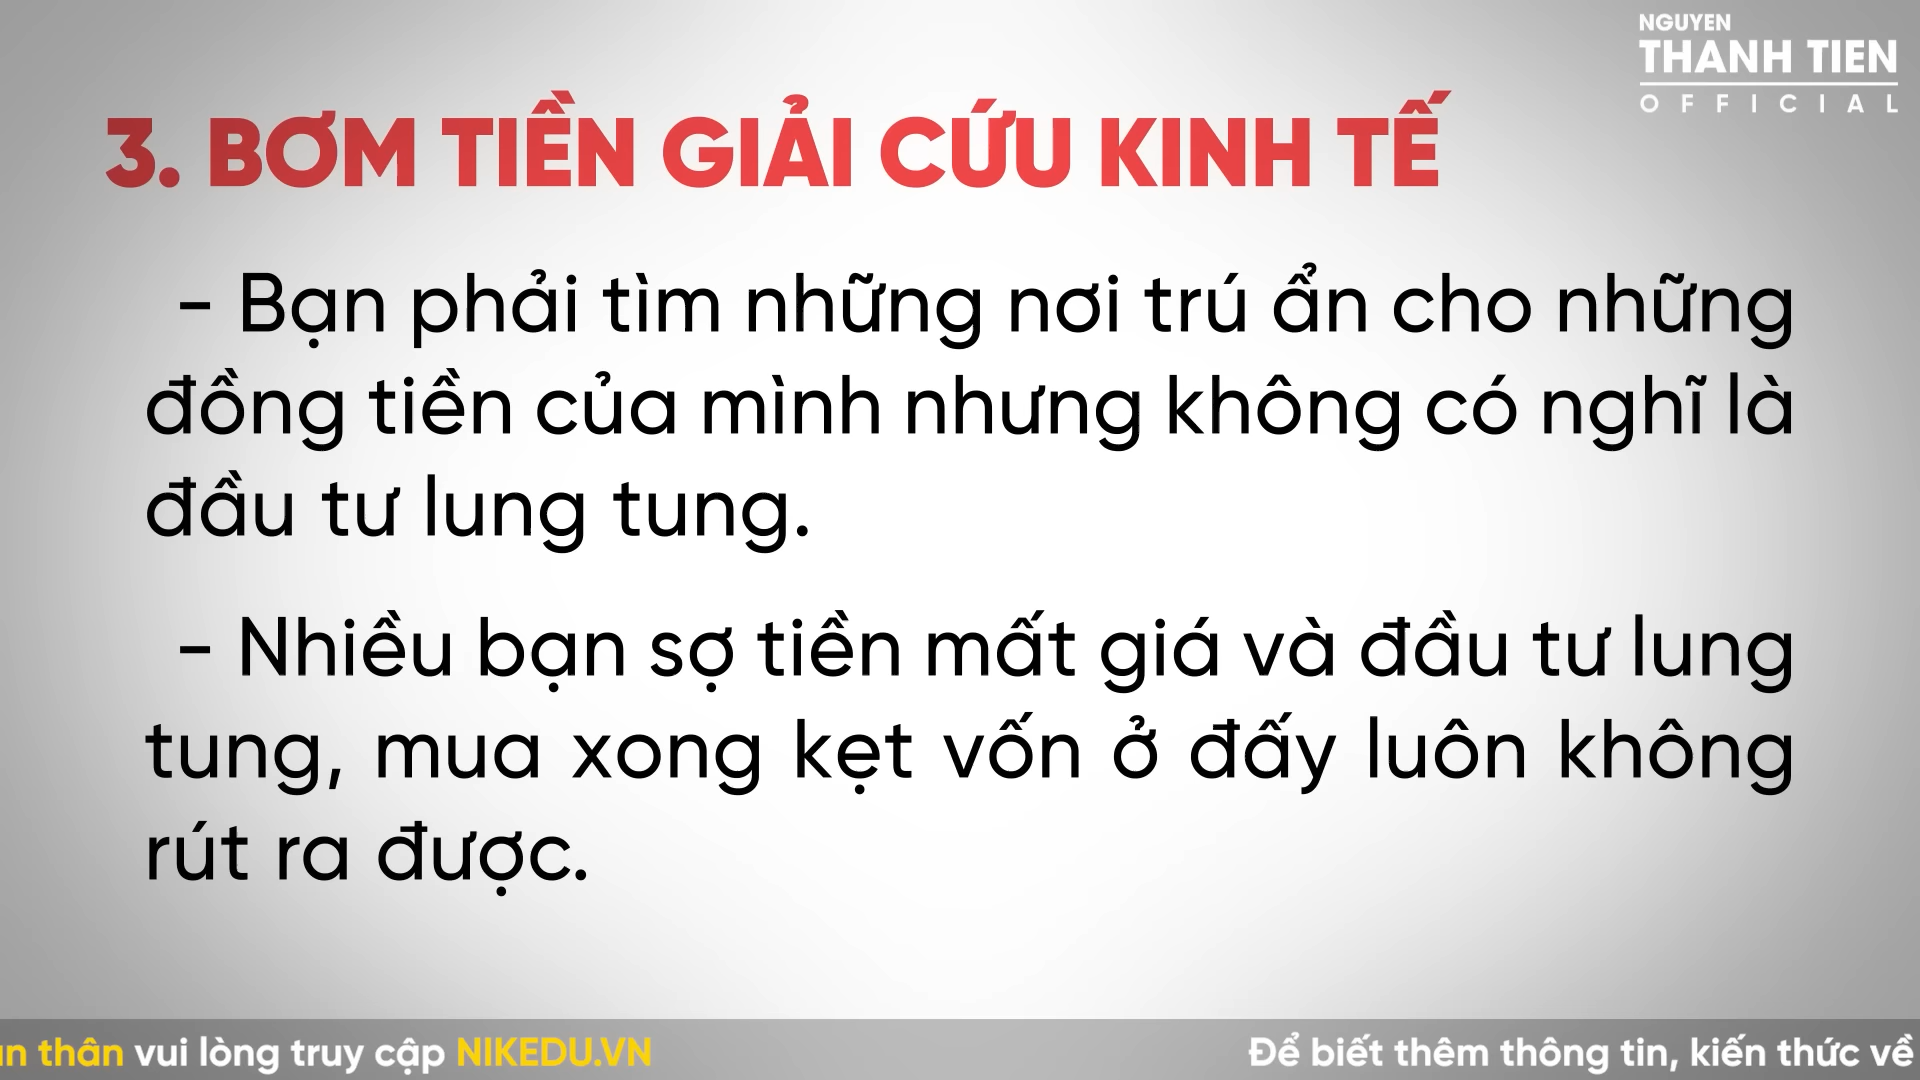 NGUYEN
THANH TIEN
OFFICIAL
3. BƠM TIỀN GIẢI CỨU KINH TẾ
- Bạn phải tìm những nơi trú ẩn cho những
đồng tiền của mình nhưng không có nghĩ là
đầu tư lung tung.
- Nhiều bạn sợ tiền mất giá và đầu tư lung
tung, mua xong kẹt vốn ở đấy luôn không
rút ra được.
thân vui lòng truy cập NIKEDU.VN
Để biết thêm thông tin, kiến thức về